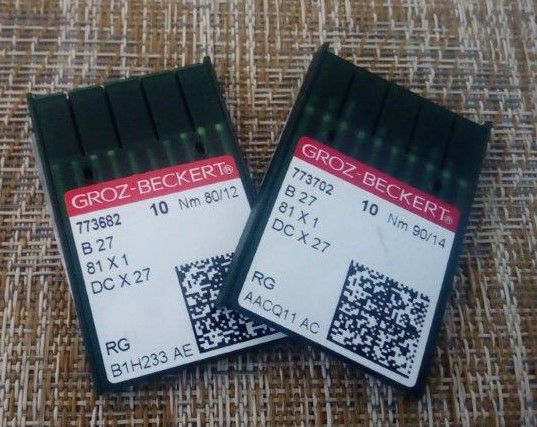 GROZ-BECKERT®
773682 10 Nm 80/12
B 27
81 X 1
DC X 27
RG
B1H233 AE
GROZ-BECKERT®
773702 10 Nm 90/14
B 27
81 X 1
DC X 27
RG
AACQ11 AC